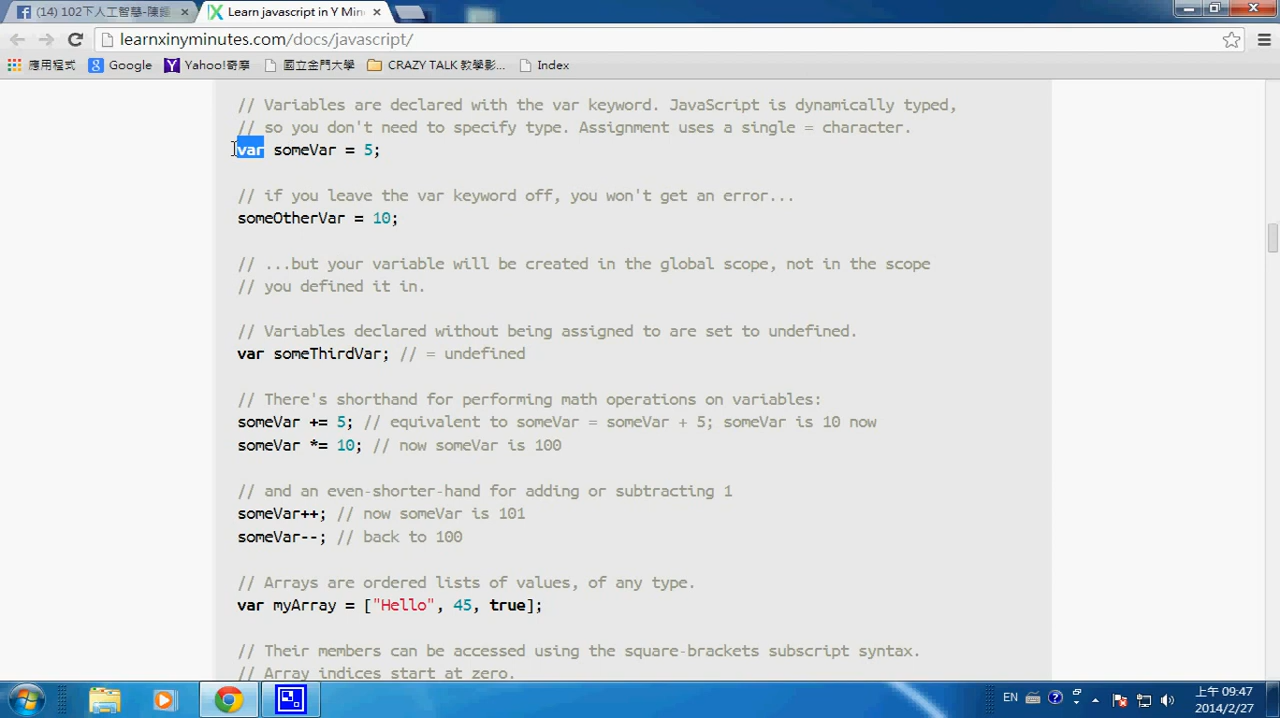 (14) 102下人工智慧-陳鍾
Learn javascript in Y Min
learnxinyminutes.com/docs/javascript/
應用程式
Google
Yahoo!奇摩
國立金門大學
CRAZY TALK 教學影...
Index
// Variables are declared with the var keyword. JavaScript is dynamically typed,
// so you don't need to specify type. Assignment uses a single = character.
var someVar = 5;
// if you leave the var keyword off, you won't get an error...
someOtherVar = 10;
// ...but your variable will be created in the global scope, not in the scope
// you defined it in.
// Variables declared without being assigned to are set to undefined.
var someThirdVar; // = undefined
// There's shorthand for performing math operations on variables:
someVar += 5; // equivalent to someVar = someVar + 5; someVar is 10 now
someVar *= 10; // now someVar is 100
// and an even-shorter-hand for adding or subtracting 1
someVar++; // now someVar is 101
someVar--; // back to 100
// Arrays are ordered lists of values, of any type.
var myArray = ["Hello", 45, true];
// Their members can be accessed using the square-brackets subscript syntax.
// Array indices start at zero.
EN
上午 09:47
2014/2/27